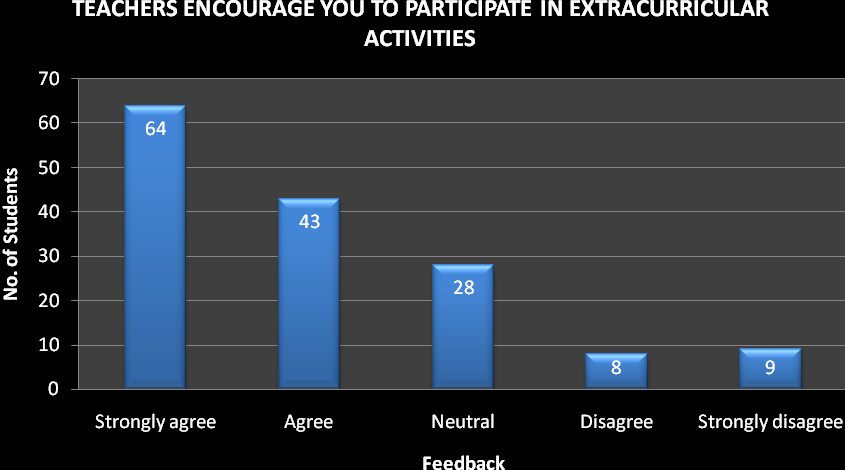 TEACHERS ENCOURAGE YOU TO PARTICIPATE IN EXTRACURRICULAR
ACTIVITIES
70
60
50
40
30
20
10
0
No. of Students
64
43
28
8
9
Strongly agree
Agree
Neutral
Disagree
Strongly disagree
Feedback